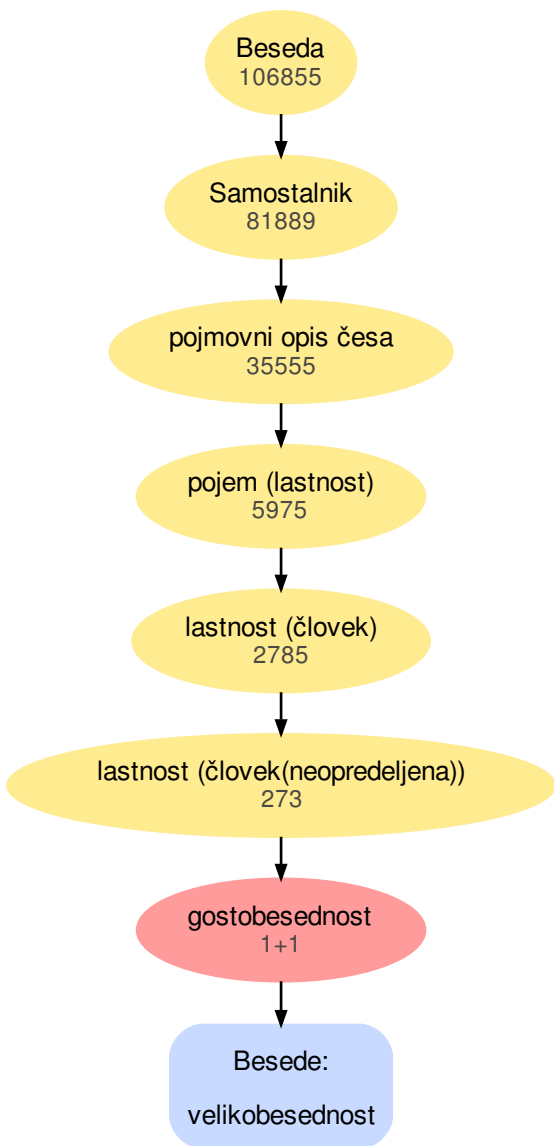 Beseda
106855
Samostalnik
81889
pojmovni opis česa
35555
pojem (lastnost)
5975
lastnost (človek)
2785
lastnost (človek(neopredeljena))
273
gostobesednost
1+1
Besede:
velikobesednost